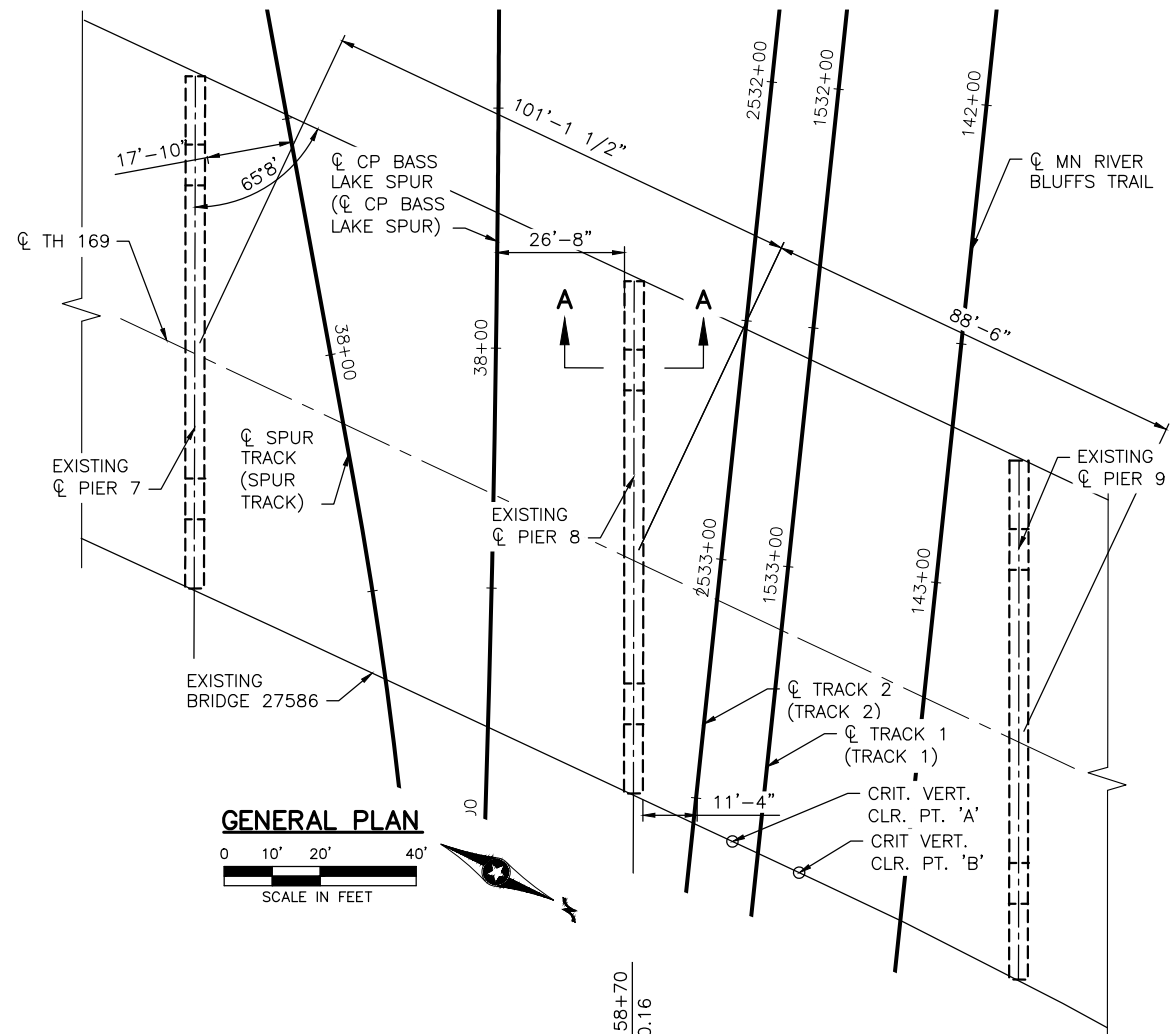 2532+00
1532+00
142+00
101'-1 1/2"
17'-10"
65°8'
℄ CP BASS
LAKE SPUR
(℄ CP BASS
LAKE SPUR)
℄ MN RIVER
BLUFFS TRAIL
℄ TH 169
26'-8"
A A
88'-6"
38+00
38+00
℄ SPUR
TRACK
(SPUR
TRACK)
EXISTING
℄ PIER 7
EXISTING
℄ PIER 8
EXISTING
℄ PIER 9
2533+00
1533+00
143+00
EXISTING
BRIDGE 27586
℄ TRACK 2
(TRACK 2)
℄ TRACK 1
(TRACK 1)
11'-4"
CRIT. VERT.
CLR. PT. 'A'
CRIT VERT.
CLR. PT. 'B'
GENERAL PLAN
0 10' 20' 40'
SCALE IN FEET
58+70
0.16